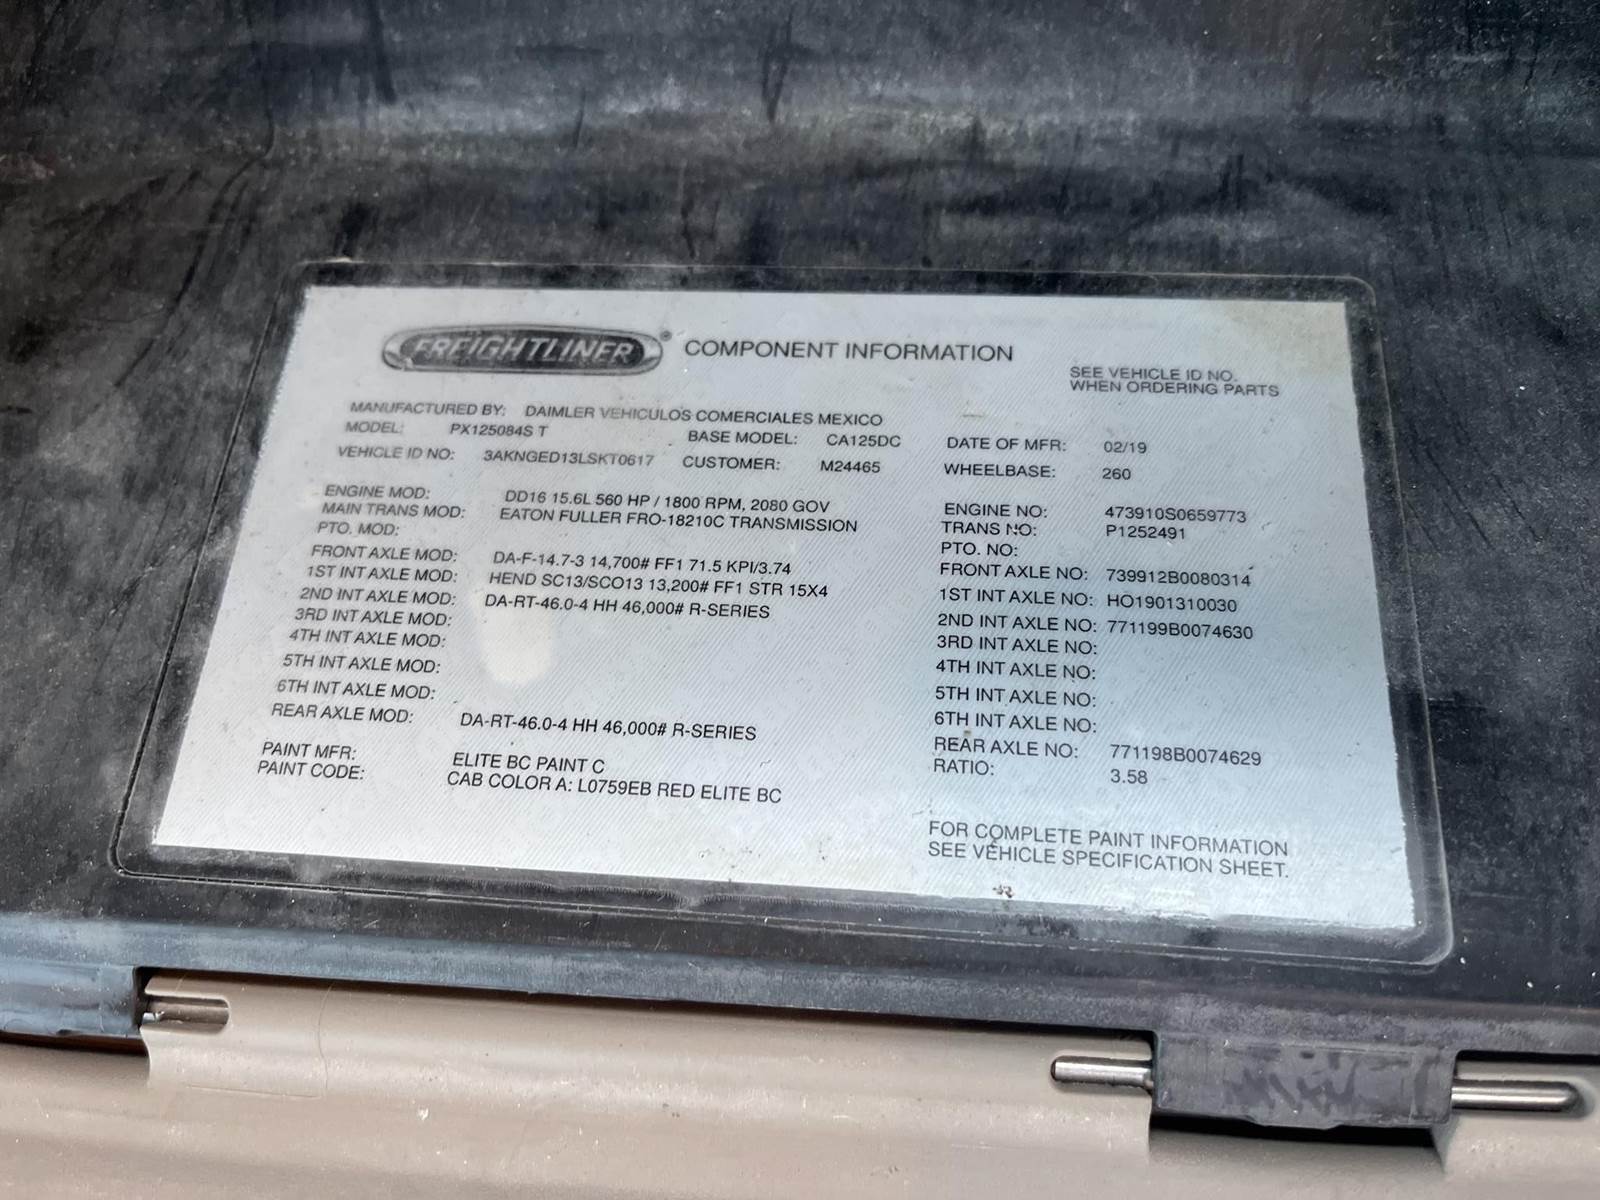 FREIGHTLINER® COMPONENT INFORMATION
SEE VEHICLE ID NO.
WHEN ORDERING PARTS
MANUFACTURED BY: DAIMLER VEHICULOS COMERCIALES MEXICO
MODEL: PX125084S T BASE MODEL: CA125DC DATE OF MFR: 02/19
VEHICLE ID NO: 3AKNGED13LSKT0617 CUSTOMER: M24465 WHEELBASE: 260
ENGINE MOD: DD16 15.6L 560 HP / 1800 RPM, 2080 GOV ENGINE NO: 473910S0659773
MAIN TRANS MOD: EATON FULLER FRO-18210C TRANSMISSION TRANS NO: P1252491
PTO. MOD: PTO. NO:
FRONT AXLE MOD: DA-F-14.7-3 14,700# FF1 71.5 KPI/3.74 FRONT AXLE NO: 739912B0080314
1ST INT AXLE MOD: HEND SC13/SCO13 13,200# FF1 STR 15X4 1ST INT AXLE NO: HO1901310030
2ND INT AXLE MOD: DA-RT-46.0-4 HH 46,000# R-SERIES 2ND INT AXLE NO: 771199B0074630
3RD INT AXLE MOD: 3RD INT AXLE NO:
4TH INT AXLE MOD: 4TH INT AXLE NO:
5TH INT AXLE MOD: 5TH INT AXLE NO:
6TH INT AXLE MOD: 6TH INT AXLE NO:
REAR AXLE MOD: DA-RT-46.0-4 HH 46,000# R-SERIES REAR AXLE NO: 771198B0074629
RATIO: 3.58
PAINT MFR: ELITE BC PAINT C
PAINT CODE: CAB COLOR A: L0759EB RED ELITE BC
FOR COMPLETE PAINT INFORMATION
SEE VEHICLE SPECIFICATION SHEET.